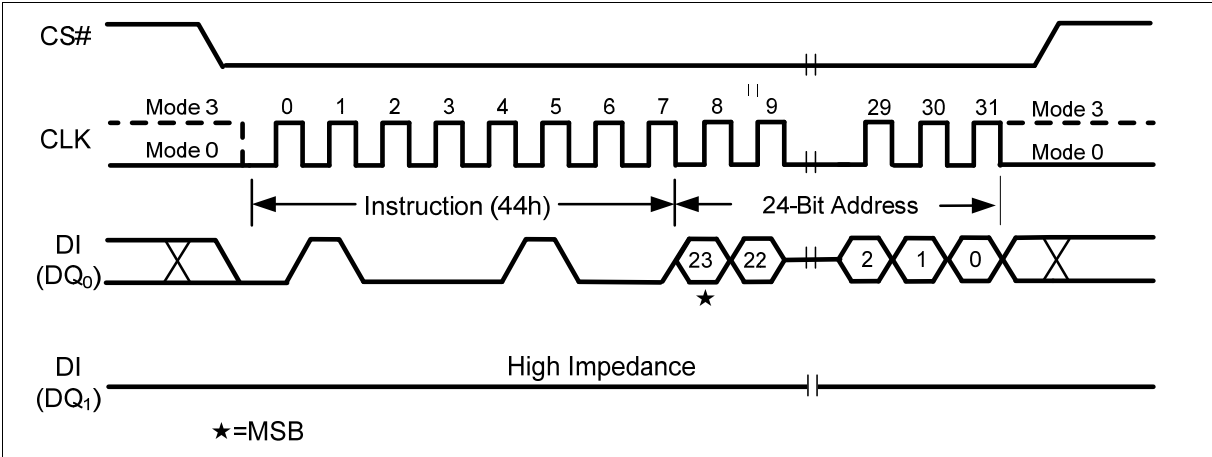 CS#
Mode 3 0 1 2 3 4 5 6 7 8 9 29 30 31 Mode 3
CLK
Mode 0 Mode 0
Instruction (44h) 24-Bit Address
DI
(DQ₀)
23 22 2 1 0
★
High Impedance
DI
(DQ₁)
★=MSB